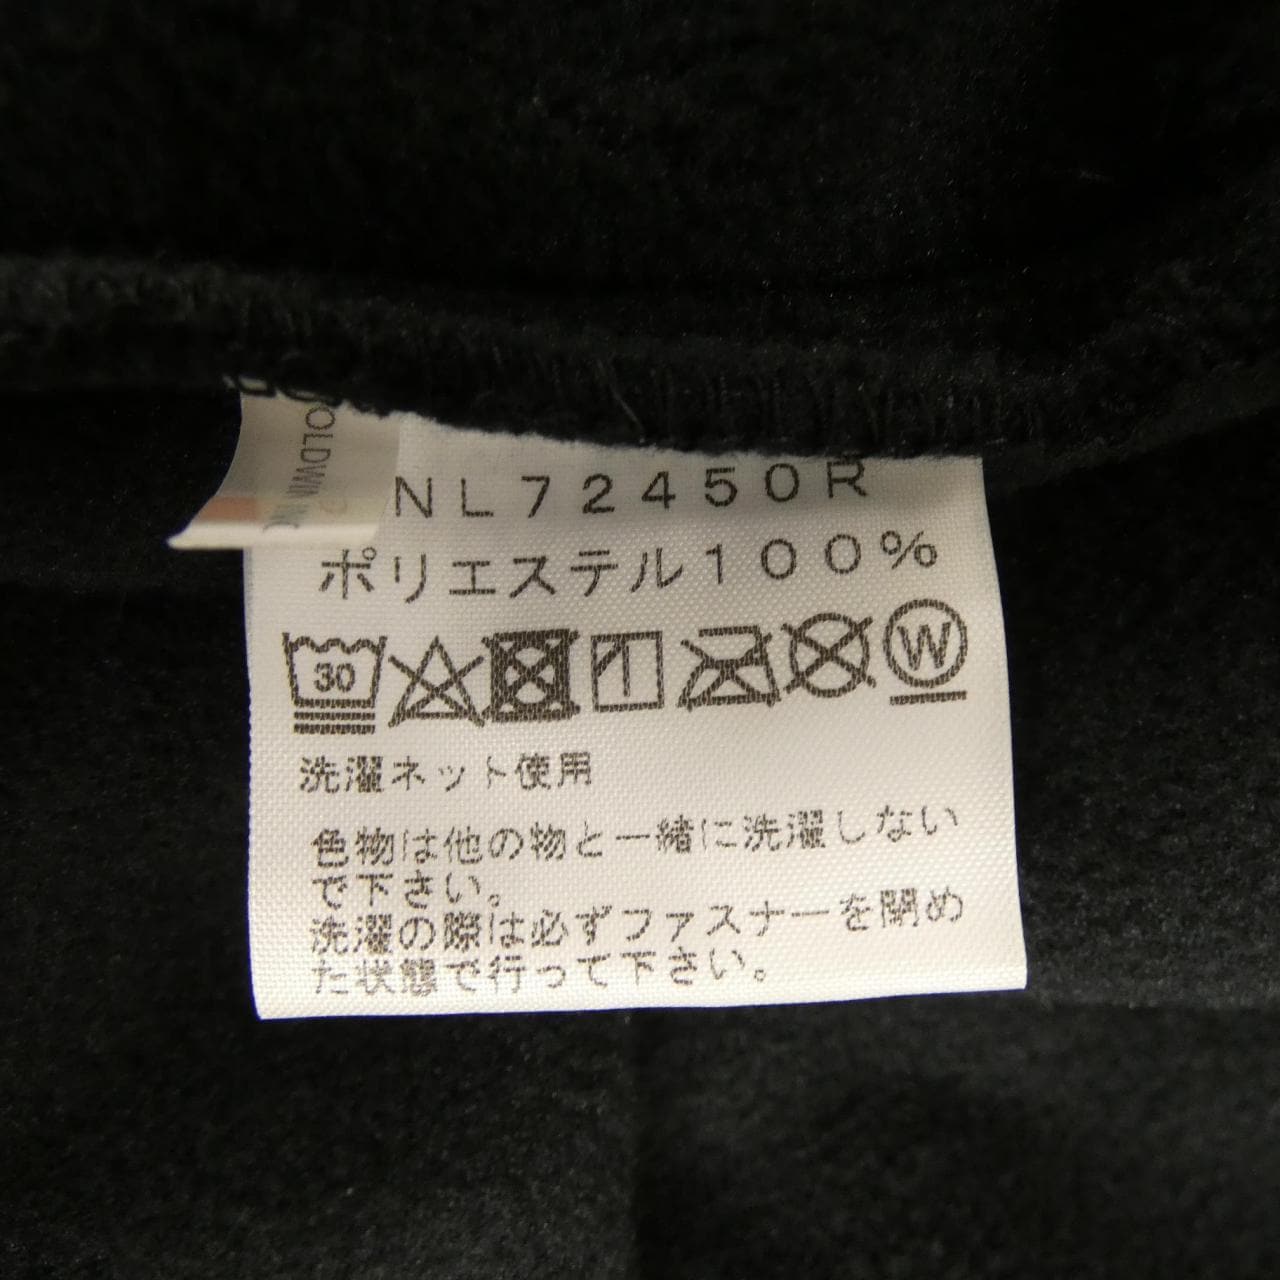 NL72450R
ポリエステル100%
30
W
洗濯ネット使用
色物は他の物と一緒に洗濯しない
で下さい。
洗濯の際は必ずファスナーを閉め
た状態で行って下さい。